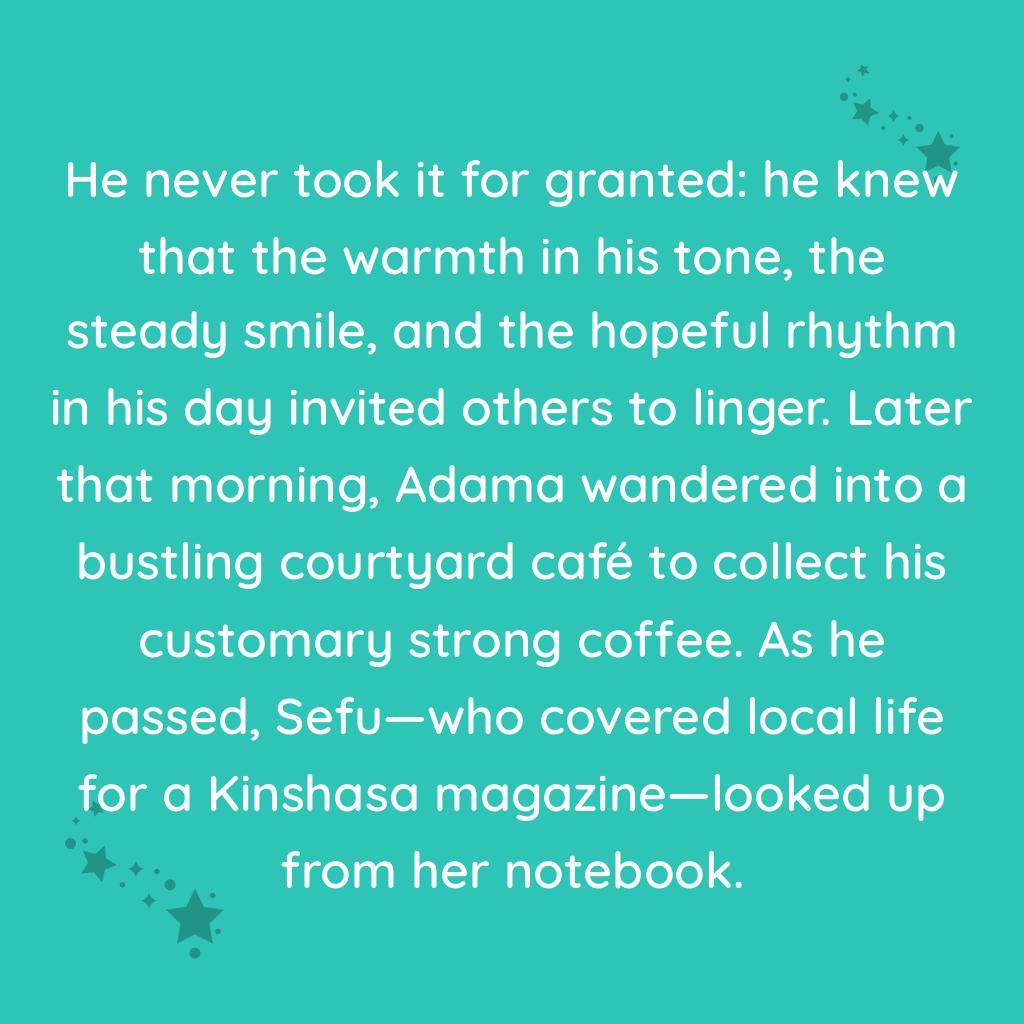 He never took it for granted: he knew
that the warmth in his tone, the
steady smile, and the hopeful rhythm
in his day invited others to linger. Later
that morning, Adama wandered into a
bustling courtyard café to collect his
customary strong coffee. As he
passed, Sefu—who covered local life
for a Kinshasa magazine—looked up
from her notebook.